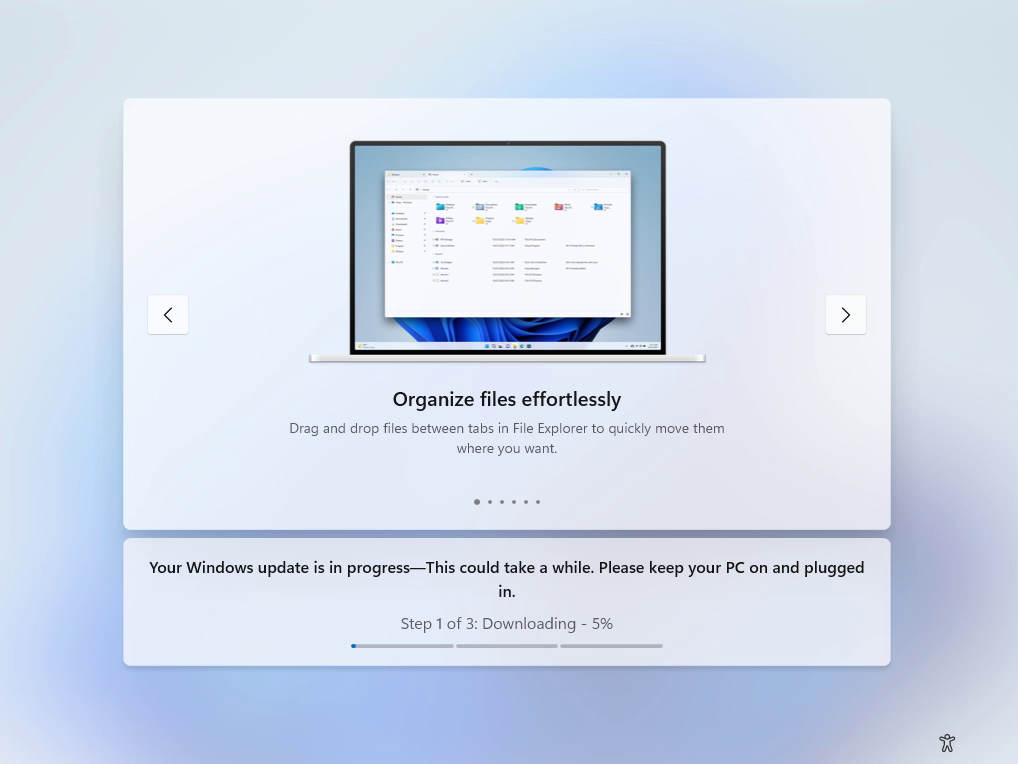 Organize files effortlessly
Drag and drop files between tabs in File Explorer to quickly move them
where you want.
Your Windows update is in progress—This could take a while. Please keep your PC on and plugged
in.
Step 1 of 3: Downloading - 5%